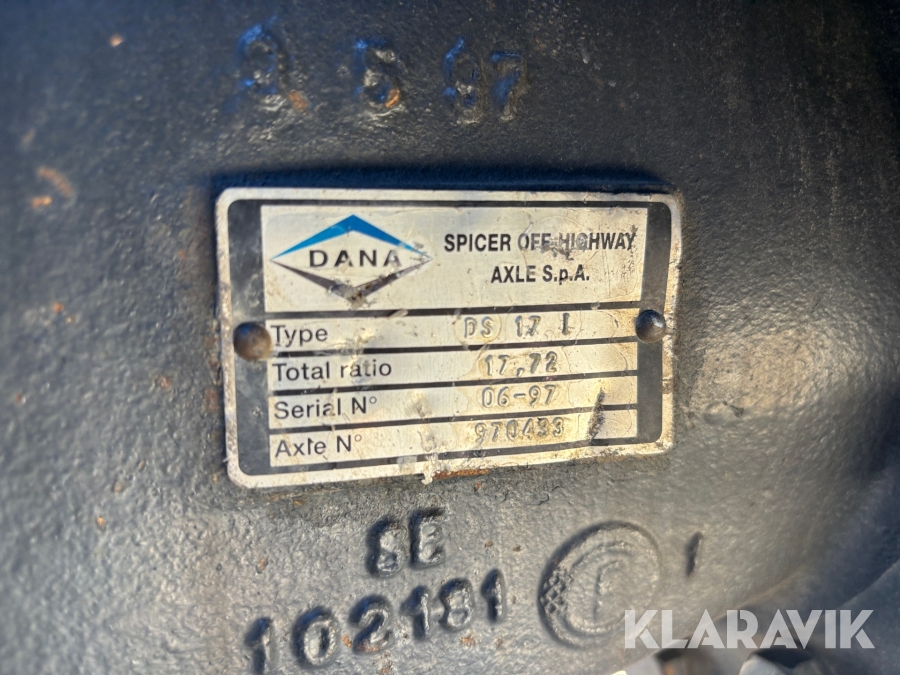 9 5 97
DANA
SPICER OFF-HIGHWAY
AXLE S.p.A.
Type DS 17 I
Total ratio 17,72
Serial N° 06-97
Axle N° 970433
102181
KLARAVIK